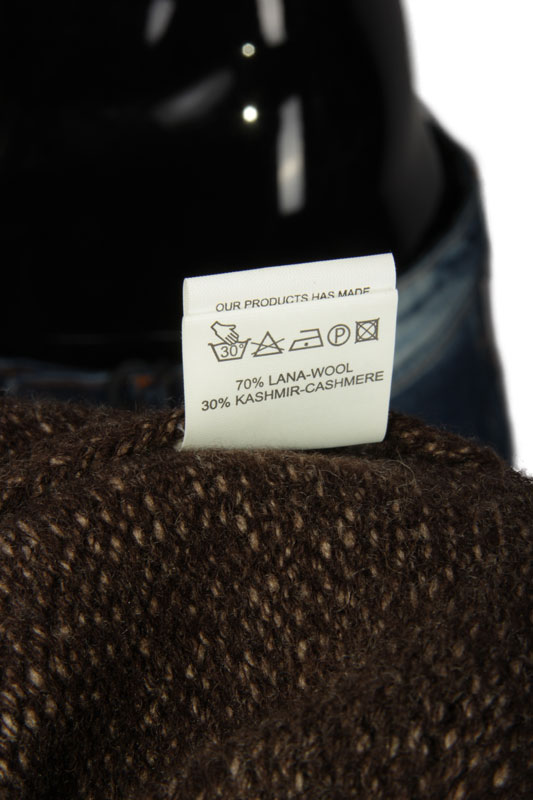 OUR PRODUCTS HAS MADE
30° P
70% LANA-WOOL
30% KASHMIR-CASHMERE